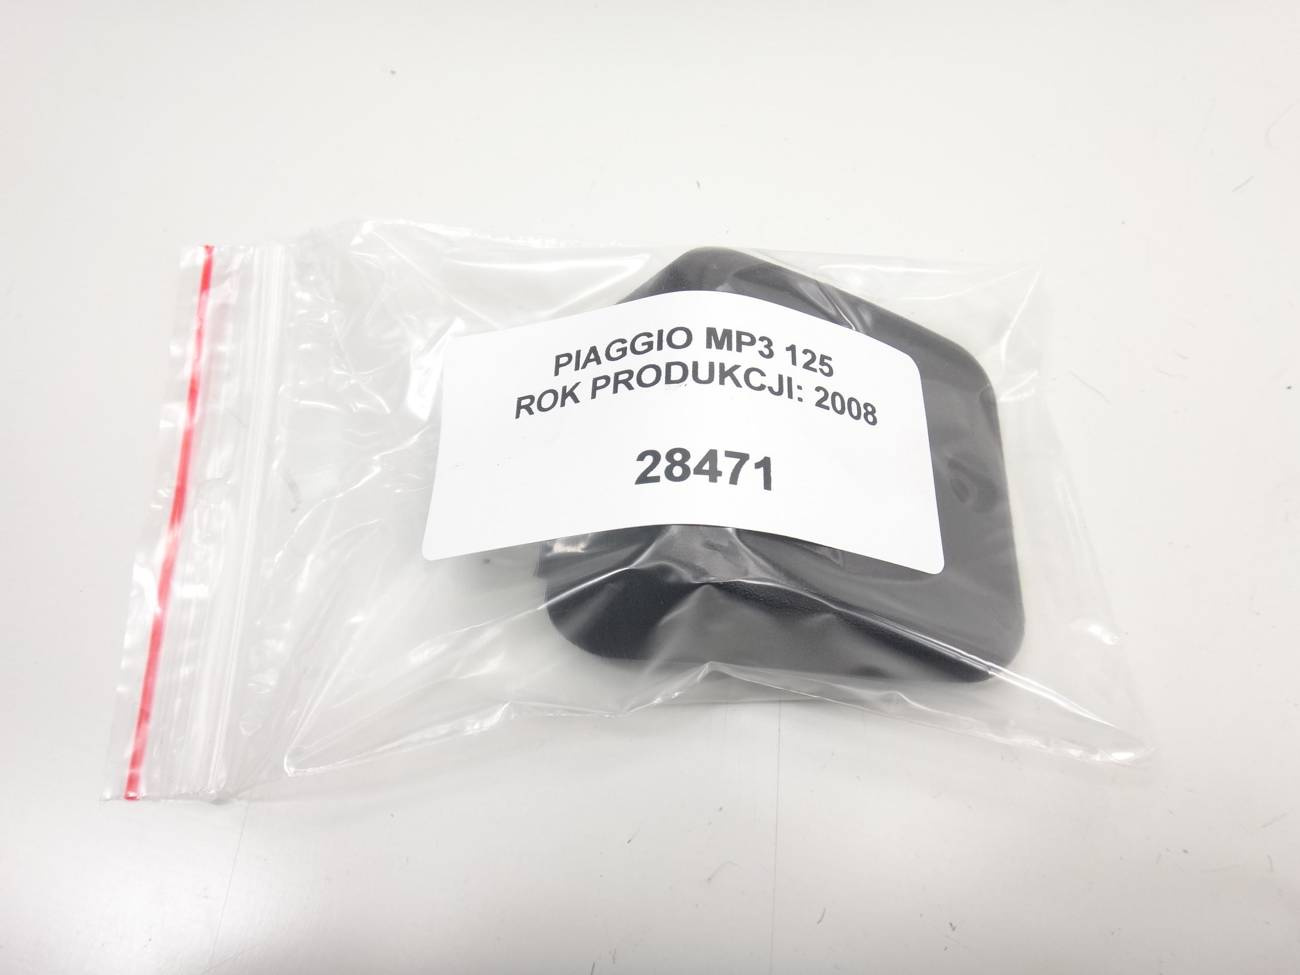 PIAGGIO MP3 125
ROK PRODUKCJI: 2008
28471